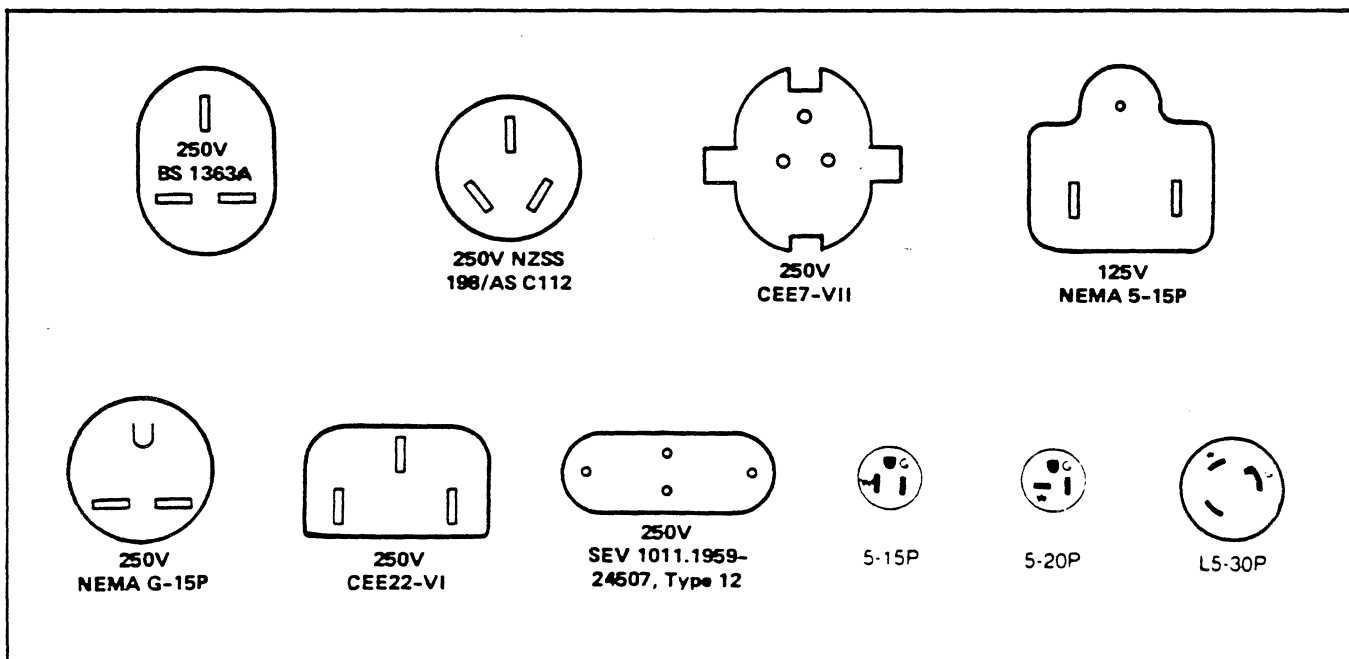 250V
BS 1363A
250V NZSS
198/AS C112
250V
CEE7-VII
125V
NEMA 5-15P
250V
NEMA G-15P
250V
CEE22-VI
250V
SEV 1011.1959-
24507, Type 12
5-15P
5-20P
L5-30P